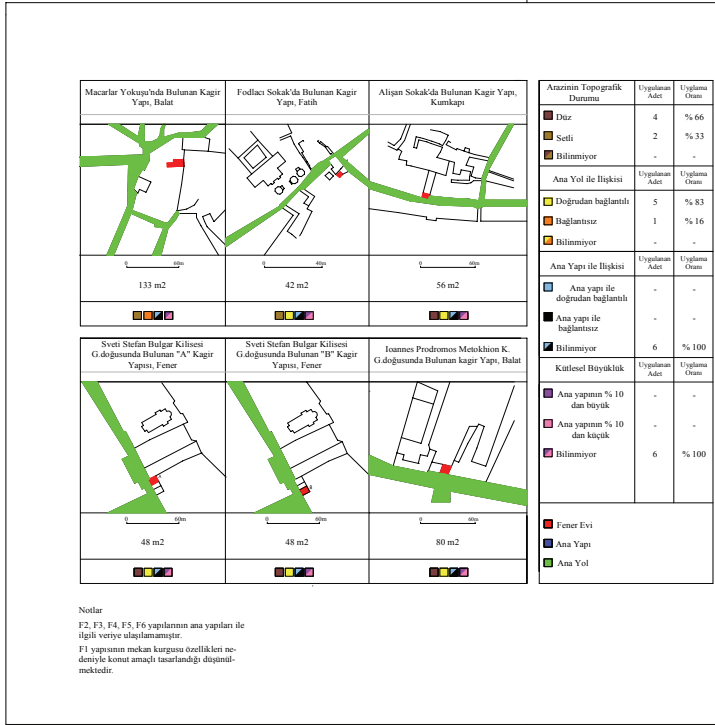 Macarlar Yokuşu'nda Bulunan Kagir
Yapı, Balat
Fodlacı Sokak'da Bulunan Kagir
Yapı, Fatih
Alişan Sokak'da Bulunan Kagir Yapı,
Kumkapı
0 60m
0 40m
0 60m
133 m2
42 m2
56 m2
Sveti Stefan Bulgar Kilisesi
G.doğusunda Bulunan "A" Kagir
Yapısı, Fener
Sveti Stefan Bulgar Kilisesi
G.doğusunda Bulunan "B" Kagir
Yapısı, Fener
Ioannes Prodromos Metokhion K.
G.doğusunda Bulunan kagir Yapı, Balat
A
B
0 60m
0 60m
0 60m
48 m2
48 m2
80 m2
Arazinin Topografik
Durumu
Uygulanan
Adet
Uyglama
Oranı
Düz 4 % 66
Setli 2 % 33
Bilinmiyor - -
Ana Yol ile İlişkisi
Uygulanan
Adet
Uyglama
Oranı
Doğrudan bağlantılı 5 % 83
Bağlantısız 1 % 16
Bilinmiyor - -
Ana Yapı ile İlişkisi
Uygulanan
Adet
Uyglama
Oranı
Ana yapı ile
doğrudan bağlantılı - -
Ana yapı ile
bağlantısız - -
Bilinmiyor 6 % 100
Kütlesel Büyüklük
Uygulanan
Adet
Uyglama
Oranı
Ana yapının % 10
dan büyük - -
Ana yapının % 10
dan küçük - -
Bilinmiyor 6 % 100
Fener Evi
Ana Yapı
Ana Yol
Notlar
F2, F3, F4, F5, F6 yapılarının ana yapıları ile
ilgili veriye ulaşılamamıştır.
F1 yapısının mekan kurgusu özellikleri ne-
deniyle konut amaçlı tasarlandığı düşünül-
mektedir.